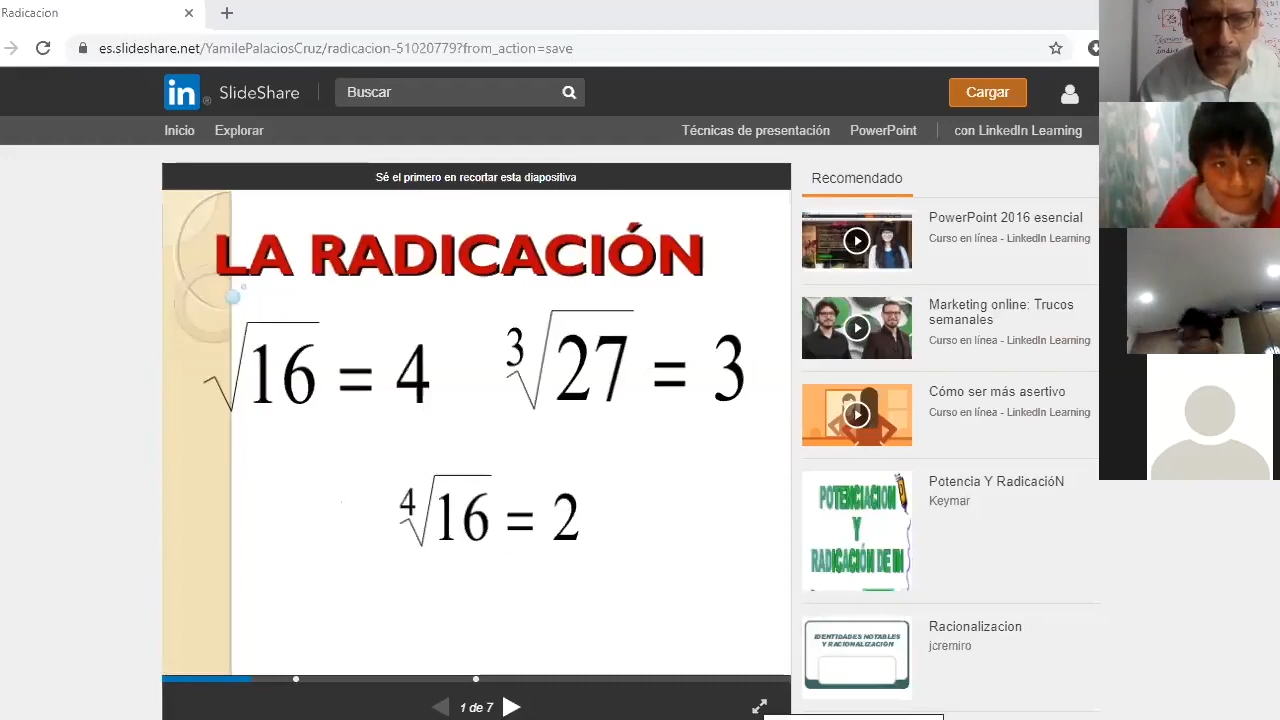 Radicacion
es.slideshare.net/YamilePalaciosCruz/radicacion-51020779?from_action=save
in SlideShare
Buscar
Cargar
Inicio
Explorar
Técnicas de presentación
PowerPoint
con LinkedIn Learning
Sé el primero en recortar esta diapositiva
LA RADICACIÓN
√16 = 4
³√27 = 3
⁴√16 = 2
1 de 7
Recomendado
PowerPoint 2016 esencial
Curso en línea - LinkedIn Learning
Marketing online: Trucos
semanales
Curso en línea - LinkedIn Learning
Cómo ser más asertivo
Curso en línea - LinkedIn Learning
POTENCIACION
Y
RADICACIÓN DE IN
Potencia Y RadicacióN
Keymar
IDENTIDADES NOTABLES
Y RACIONALIZACIÓN
Racionalizacion
jcremiro